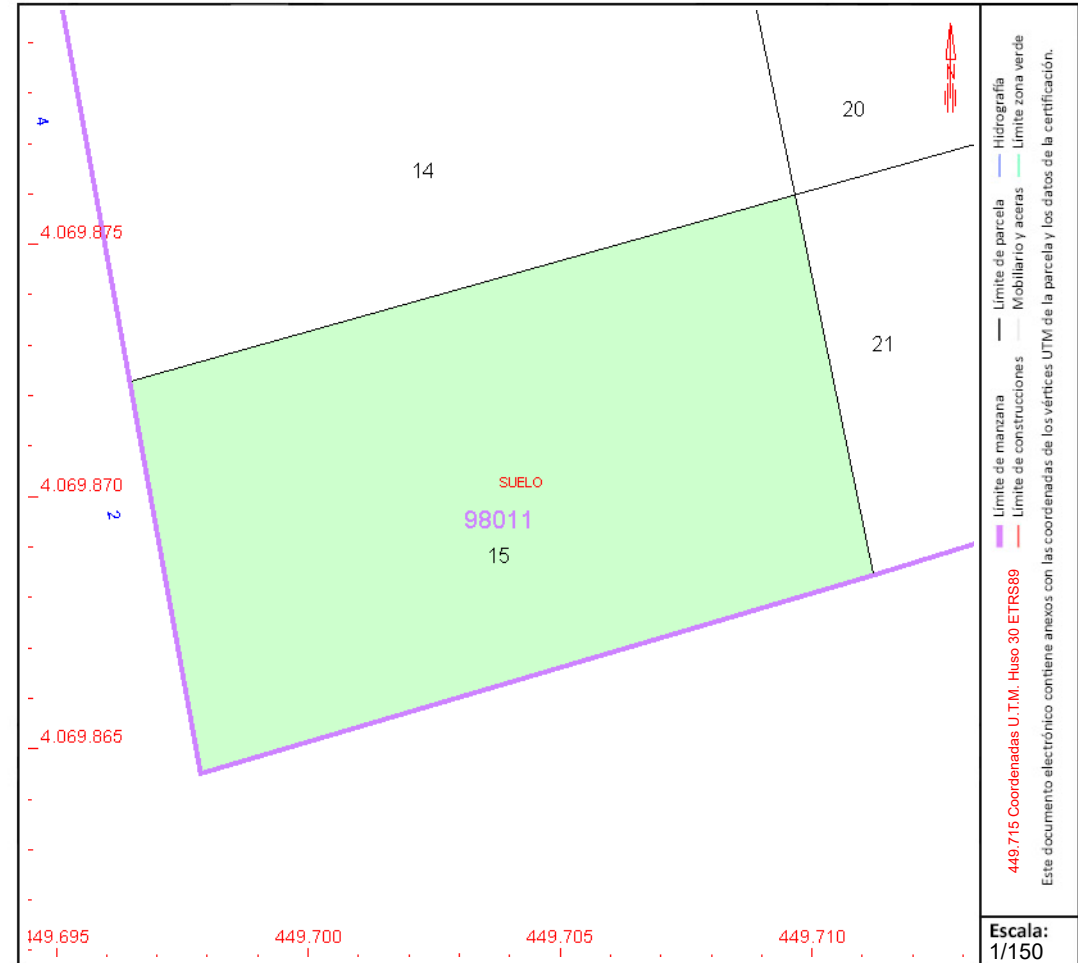 20
14
4
4.069.875
21
SUELO
4.069.870
98011
2
15
4.069.865
449.695
449.700
449.705
449.710
N
449.715 Coordenadas U.T.M. Huso 30 ETRS89
Límite de manzana
Límite de parcela
Hidrografía
Límite de construcciones
Mobiliario y aceras
Límite zona verde
Este documento electrónico contiene anexos con las coordenadas de los vértices UTM de la parcela y los datos de la certificación.
Escala:
1/150